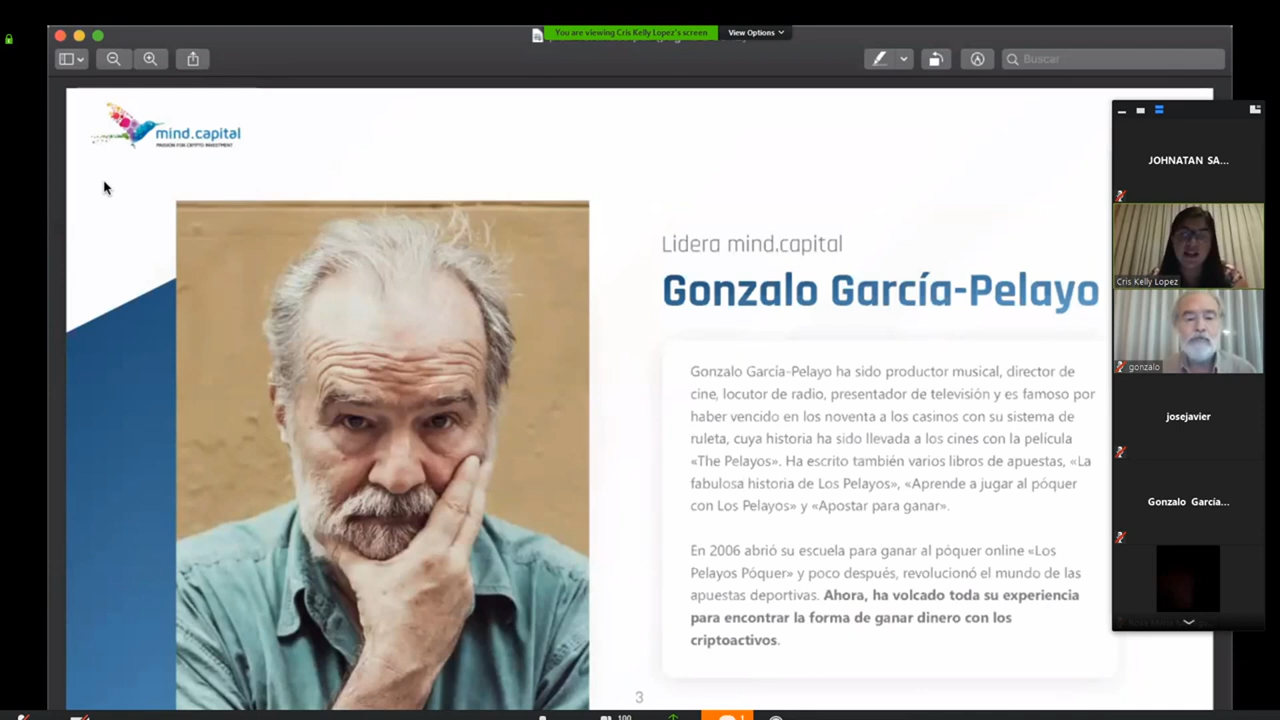 You are viewing Cris Kelly Lopez's screen
View Options
Buscar
mind.capital
PASSION FOR CRYPTO INVESTMENT
Lidera mind.capital
Gonzalo García-Pelayo
Gonzalo García-Pelayo ha sido productor musical, director de
cine, locutor de radio, presentador de televisión y es famoso por
haber vencido en los noventa a los casinos con su sistema de
ruleta, cuya historia ha sido llevada a los cines con la película
«The Pelayos». Ha escrito también varios libros de apuestas, «La
fabulosa historia de Los Pelayos», «Aprende a jugar al póquer
con Los Pelayos» y «Apostar para ganar».
En 2006 abrió su escuela para ganar al póquer online «Los
Pelayos Póquer» y poco después, revolucionó el mundo de las
apuestas deportivas. Ahora, ha volcado toda su experiencia
para encontrar la forma de ganar dinero con los
criptoactivos.
3
JOHNATAN SA...
Cris Kelly Lopez
gonzalo
josejavier
Gonzalo García...
100
1